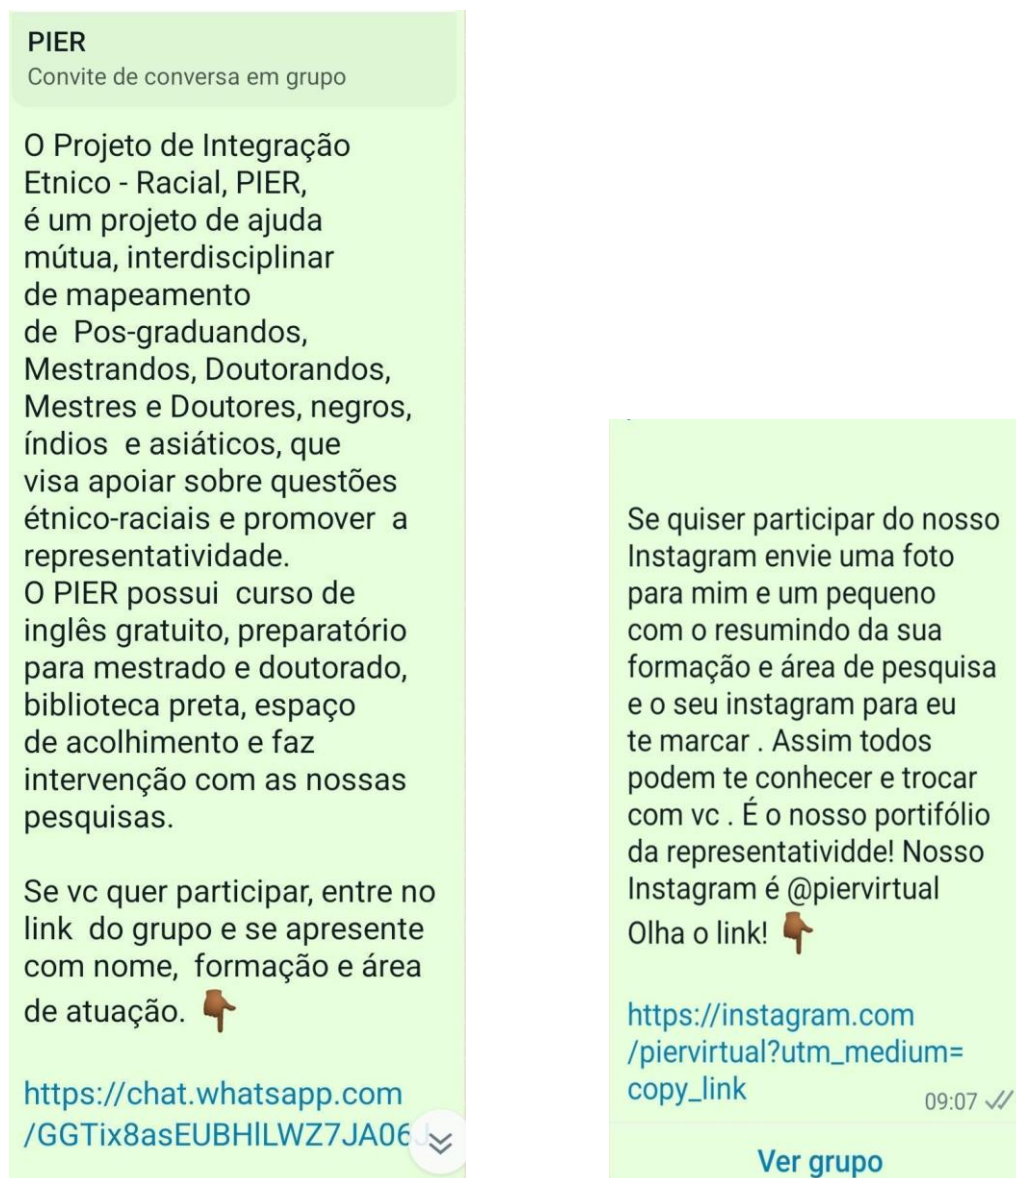 PIER
Convite de conversa em grupo
O Projeto de Integração
Etnico - Racial, PIER,
é um projeto de ajuda
mútua, interdisciplinar
de mapeamento
de  Pos-graduandos,
Mestrandos, Doutorandos,
Mestres e Doutores, negros,
índios  e asiáticos, que
visa apoiar sobre questões
étnico-raciais e promover  a
representatividade.
O PIER possui  curso de
inglês gratuito, preparatório
para mestrado e doutorado,
biblioteca preta, espaço
de acolhimento e faz
intervenção com as nossas
pesquisas.
Se vc quer participar, entre no
link  do grupo e se apresente
com nome,  formação e área
de atuação. 👇🏾
https://chat.whatsapp.com
/GGTix8asEUBHlLWZ7JA06J
Se quiser participar do nosso
Instagram envie uma foto
para mim e um pequeno
com o resumindo da sua
formação e área de pesquisa
e o seu instagram para eu
te marcar . Assim todos
podem te conhecer e trocar
com vc . É o nosso portifólio
da representatividde! Nosso
Instagram é @piervirtual
Olha o link! 👇🏾
https://instagram.com
/piervirtual?utm_medium=
copy_link
09:07
Ver grupo